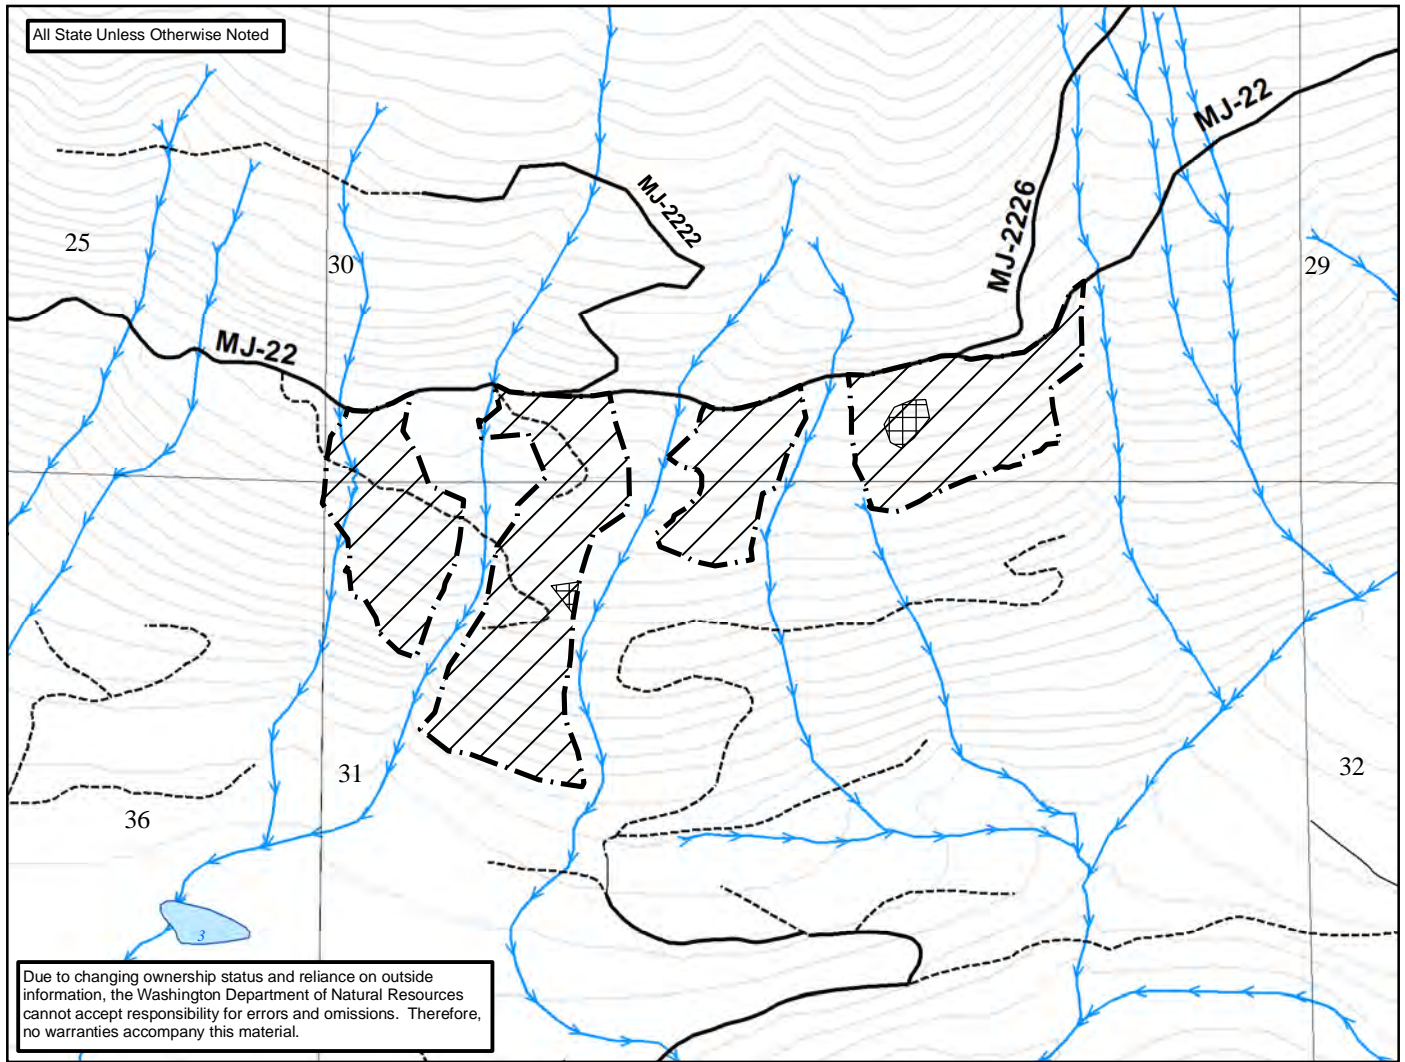 All State Unless Otherwise Noted
MJ-22
MJ-2222
MJ-2226
25
30
29
MJ-22
31
32
36
3
Due to changing ownership status and reliance on outside
information, the Washington Department of Natural Resources
cannot accept responsibility for errors and omissions. Therefore,
no warranties accompany this material.